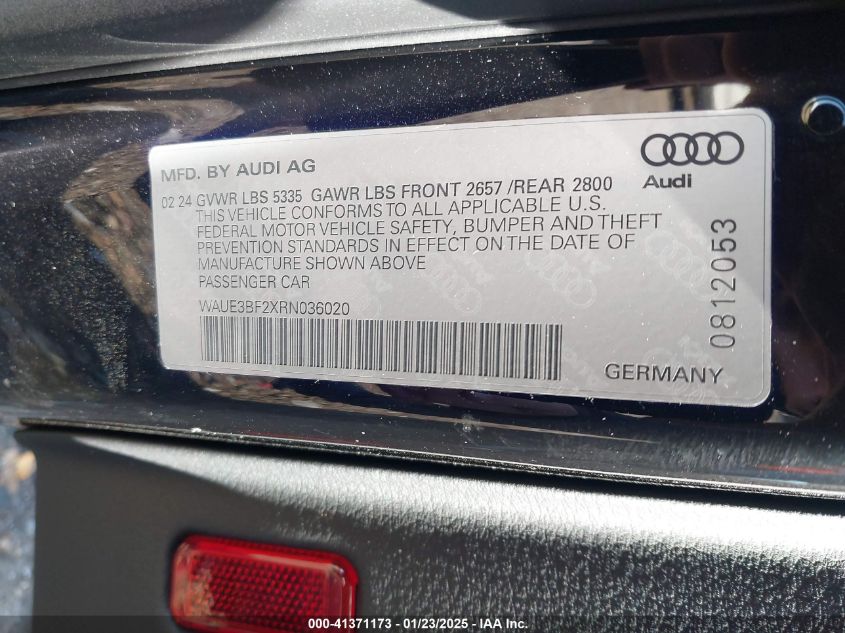 MFD. BY AUDI AG
Audi
02 24 GVWR LBS 5335 GAWR LBS FRONT 2657 /REAR 2800
THIS VEHICLE CONFORMS TO ALL APPLICABLE U.S.
FEDERAL MOTOR VEHICLE SAFETY, BUMPER AND THEFT
PREVENTION STANDARDS IN EFFECT ON THE DATE OF
MANUFACTURE SHOWN ABOVE
PASSENGER CAR
WAUE3BF2XRN036020
0812053
GERMANY
000-41371173 - 01/23/2025 - IAA Inc.